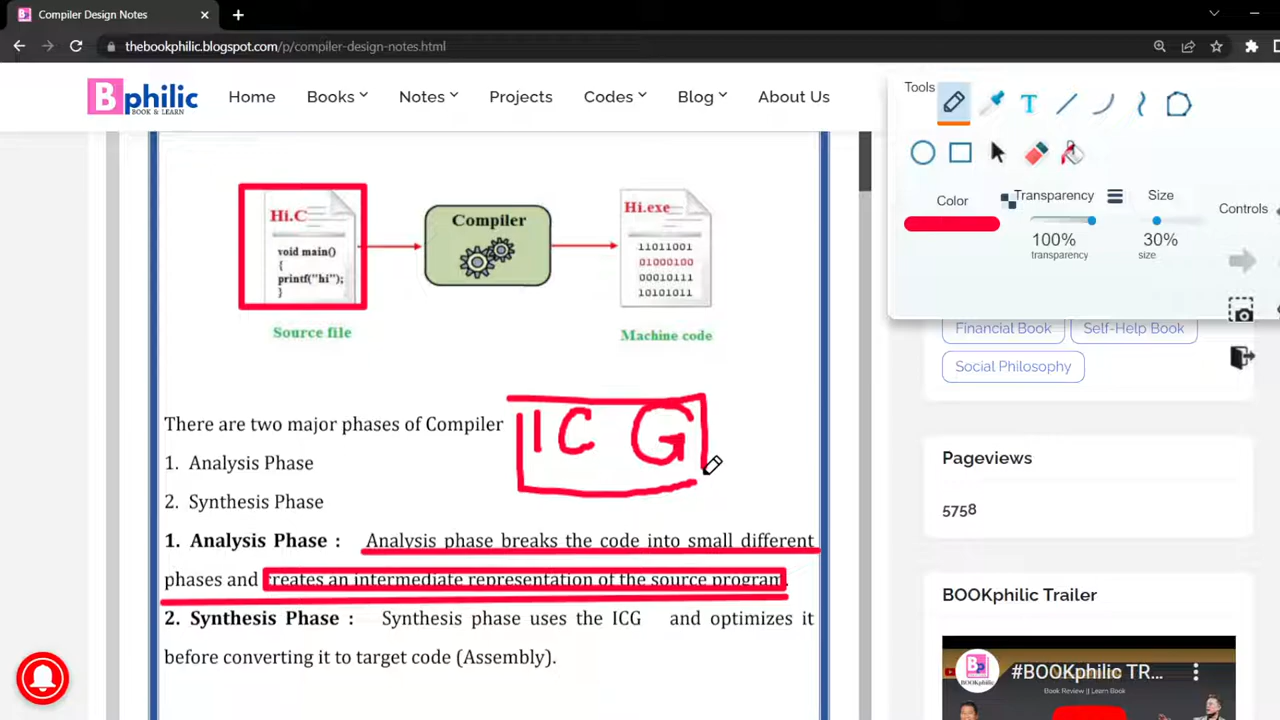 Compiler Design Notes
thebookphilic.blogspot.com/p/compiler-design-notes.html
Bphilic
BOOK & LEARN
Home
Books
Notes
Projects
Codes
Blog
About Us
Tools
T
Color
Transparency
Size
Controls
100%
transparency
30%
size
Hi.C
void main()
{
printf("hi");
}
Source file
Compiler
Hi.exe
11011001
01000100
00010111
10101011
Machine code
Financial Book
Self-Help Book
Social Philosophy
There are two major phases of Compiler
I C G
1. Analysis Phase
2. Synthesis Phase
1. Analysis Phase : Analysis phase breaks the code into small different
phases and creates an intermediate representation of the source program.
2. Synthesis Phase : Synthesis phase uses the ICG and optimizes it
before converting it to target code (Assembly).
Pageviews
5758
BOOKphilic Trailer
#BOOKphilic TR...
Book Review || Learn Book